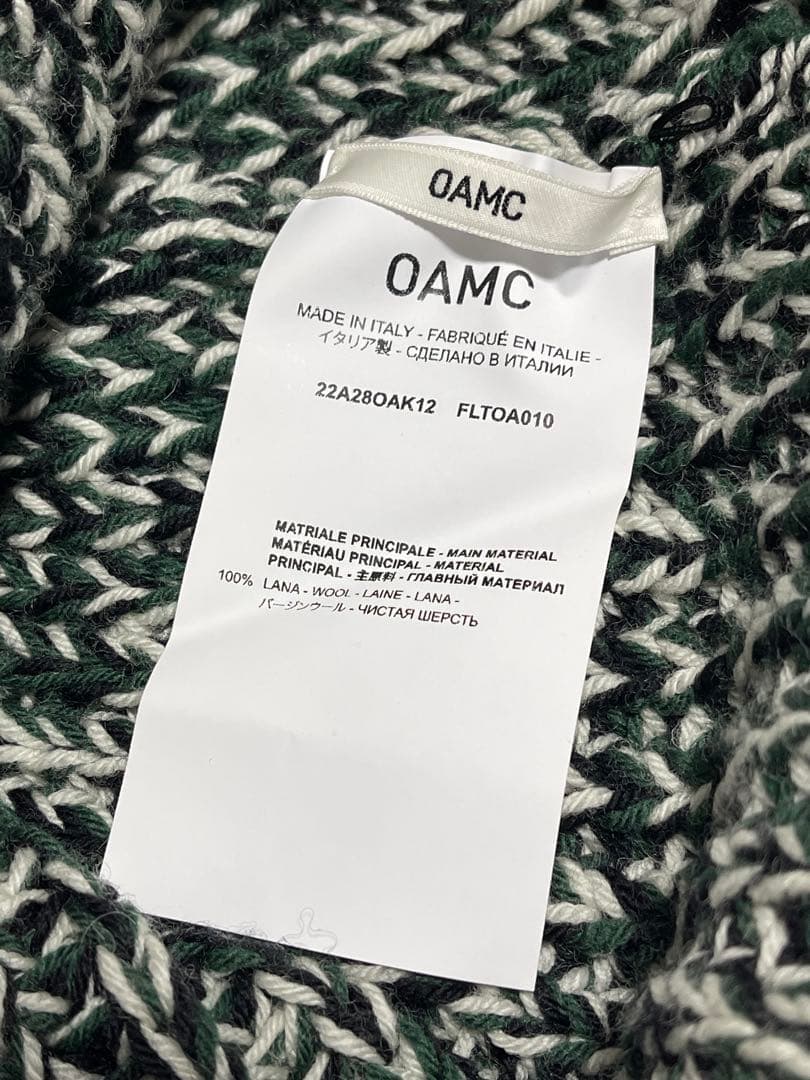 OAMC
OAMC
MADE IN ITALY - FABRIQUÉ EN ITALIE -
イタリア製 - СДЕЛАНО В ИТАЛИИ
22A28OAK12 FLTOA010
MATRIALE PRINCIPALE - MAIN MATERIAL
MATÉRIAU PRINCIPAL - MATERIAL
PRINCIPAL - 主原料 - ГЛАВНЫЙ МАТЕРИАЛ
100% LANA - WOOL - LAINE - LANA -
バージンウール - ЧИСТАЯ ШЕРСТЬ